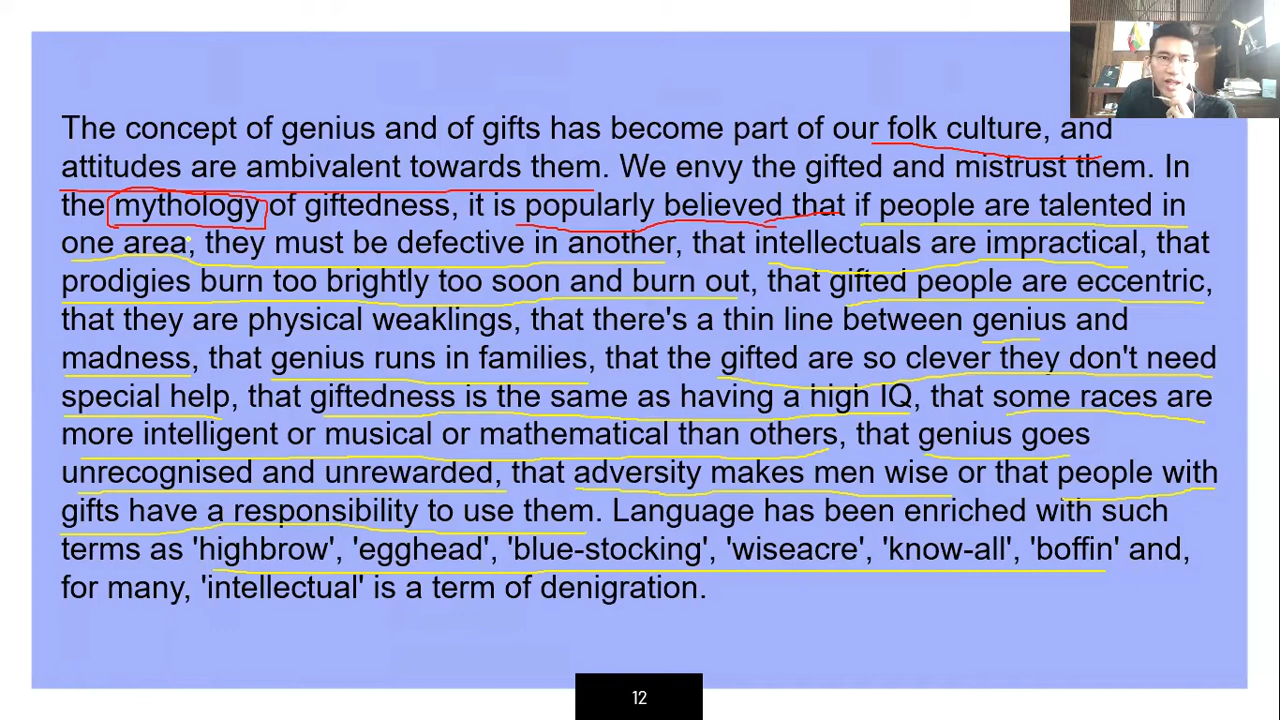 The concept of genius and of gifts has become part of our folk culture, and
attitudes are ambivalent towards them. We envy the gifted and mistrust them. In
the mythology of giftedness, it is popularly believed that if people are talented in
one area, they must be defective in another, that intellectuals are impractical, that
prodigies burn too brightly too soon and burn out, that gifted people are eccentric,
that they are physical weaklings, that there's a thin line between genius and
madness, that genius runs in families, that the gifted are so clever they don't need
special help, that giftedness is the same as having a high IQ, that some races are
more intelligent or musical or mathematical than others, that genius goes
unrecognised and unrewarded, that adversity makes men wise or that people with
gifts have a responsibility to use them. Language has been enriched with such
terms as 'highbrow', 'egghead', 'blue-stocking', 'wiseacre', 'know-all', 'boffin' and,
for many, 'intellectual' is a term of denigration.
12